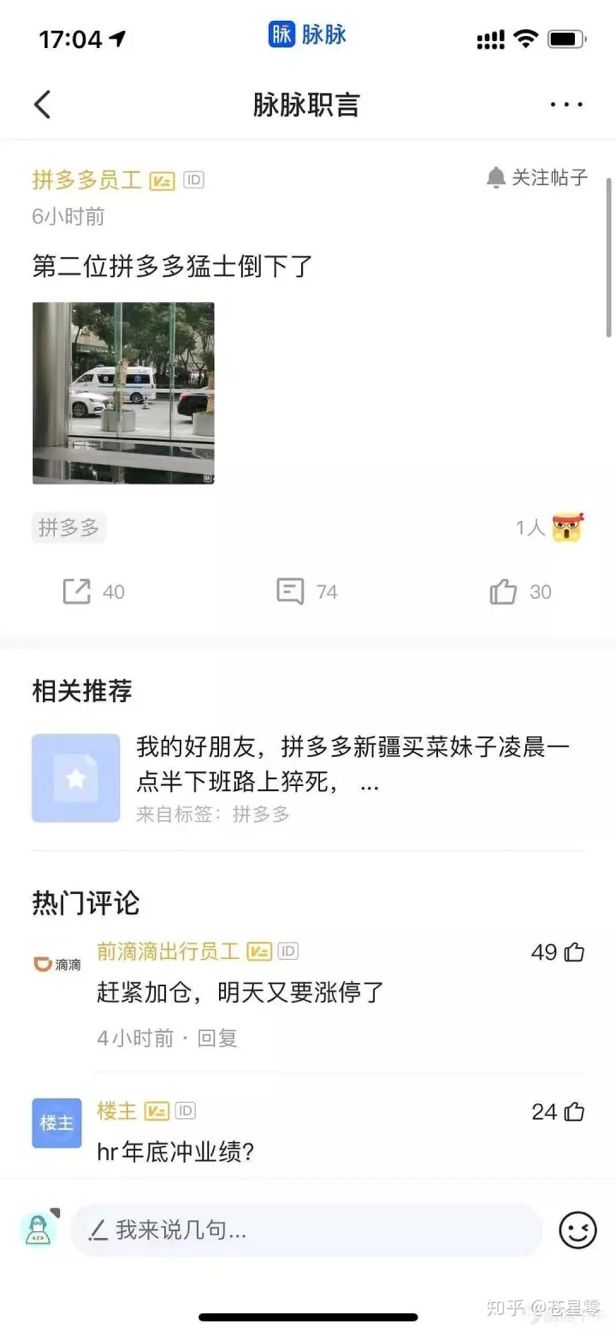 17:04
脉 脉脉
脉脉职言
拼多多员工 V ID
关注帖子
6小时前
第二位拼多多猛士倒下了
拼多多
1人
40
74
30
相关推荐
我的好朋友，拼多多新疆买菜妹子凌晨一
点半下班路上猝死， ...
来自标签：拼多多
热门评论
前滴滴出行员工 V ID
49
滴滴
赶紧加仓，明天又要涨停了
4小时前 · 回复
楼主
楼主 V ID
24
hr年底冲业绩?
我来说几句...
知乎 @苍星零